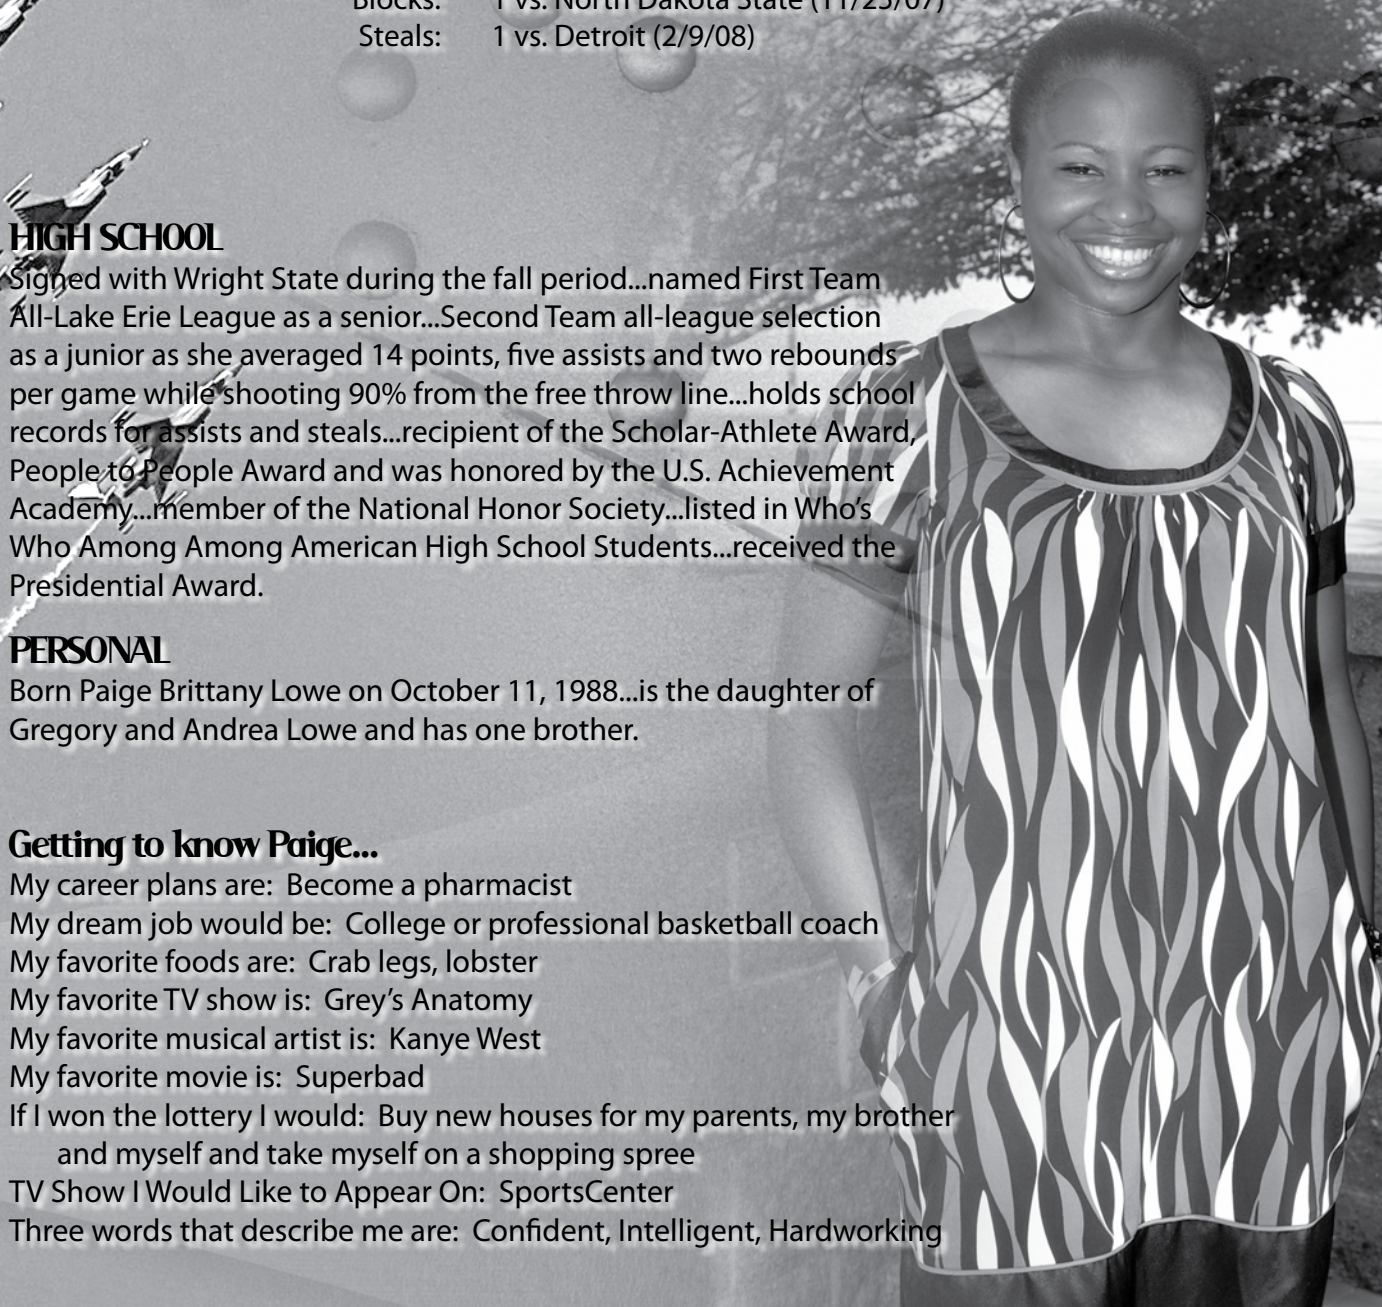 Blocks: 1 vs. North Dakota State (11/25/07)
Steals: 1 vs. Detroit (2/9/08)
HIGH SCHOOL
Signed with Wright State during the fall period...named First Team
All-Lake Erie League as a senior...Second Team all-league selection
as a junior as she averaged 14 points, five assists and two rebounds
per game while shooting 90% from the free throw line...holds school
records for assists and steals...recipient of the Scholar-Athlete Award,
People to People Award and was honored by the U.S. Achievement
Academy...member of the National Honor Society...listed in Who's
Who Among Among American High School Students...received the
Presidential Award.
PERSONAL
Born Paige Brittany Lowe on October 11, 1988...is the daughter of
Gregory and Andrea Lowe and has one brother.
Getting to know Paige...
My career plans are: Become a pharmacist
My dream job would be: College or professional basketball coach
My favorite foods are: Crab legs, lobster
My favorite TV show is: Grey's Anatomy
My favorite musical artist is: Kanye West
My favorite movie is: Superbad
If I won the lottery I would: Buy new houses for my parents, my brother
and myself and take myself on a shopping spree
TV Show I Would Like to Appear On: SportsCenter
Three words that describe me are: Confident, Intelligent, Hardworking